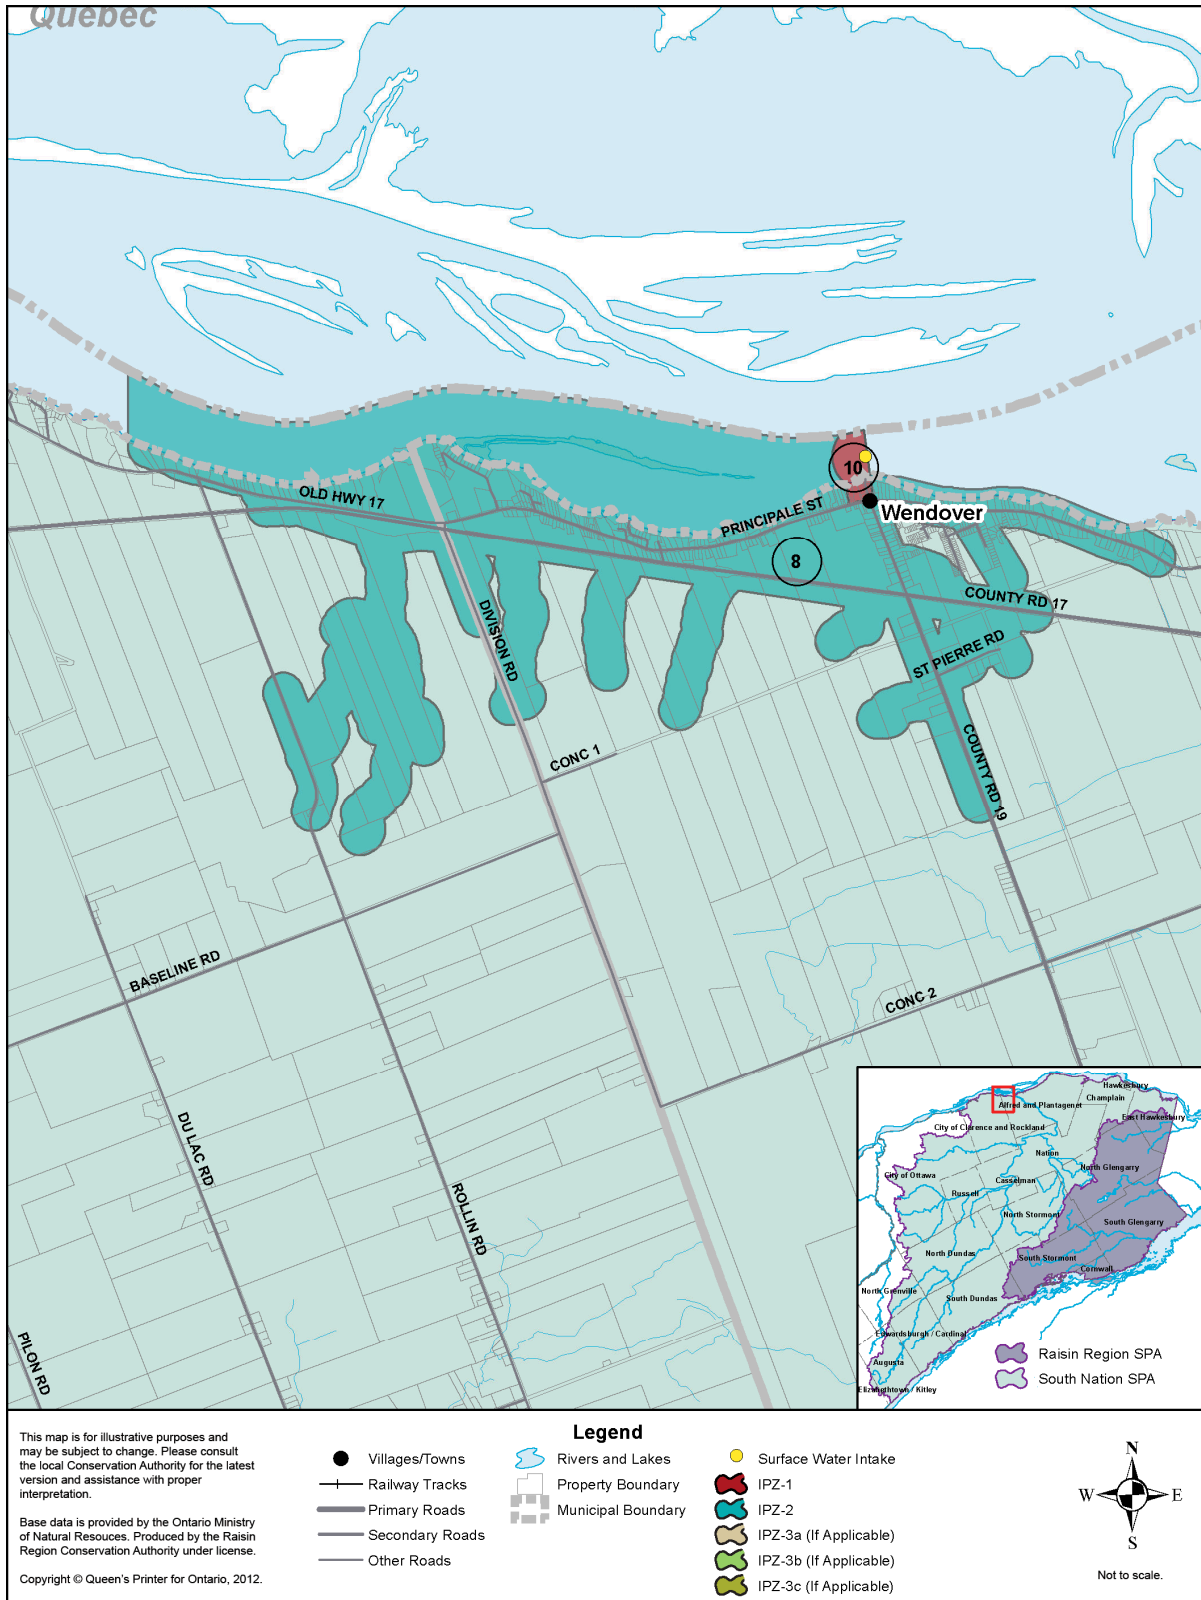 Quebec
OLD HWY 17
PRINCIPALE ST
10
Wendover
8
COUNTY RD 17
DIVISION RD
ST PIERRE RD
CONC 1
COUNTY RD 19
BASELINE RD
CONC 2
DU LAC RD
ROLLIN RD
PILON RD
Hawkesbury
Champlain
Alfred and Plantagenet
East Hawkesbury
City of Clarence and Rockland
Nation
North Glengarry
City of Ottawa
Casselman
Russell
North Stormont
South Glengarry
North Dundas
South Stormont
Cornwall
North Grenville
South Dundas
Edwardsburgh / Cardinal
Augusta
Elizabethtown / Kitley
Raisin Region SPA
South Nation SPA
This map is for illustrative purposes and
may be subject to change. Please consult
the local Conservation Authority for the latest
version and assistance with proper
interpretation.
Base data is provided by the Ontario Ministry
of Natural Resouces. Produced by the Raisin
Region Conservation Authority under license.
Copyright © Queen's Printer for Ontario, 2012.
Legend
Villages/Towns
Railway Tracks
Primary Roads
Secondary Roads
Other Roads
Rivers and Lakes
Property Boundary
Municipal Boundary
Surface Water Intake
IPZ-1
IPZ-2
IPZ-3a (If Applicable)
IPZ-3b (If Applicable)
IPZ-3c (If Applicable)
N
W
E
S
Not to scale.